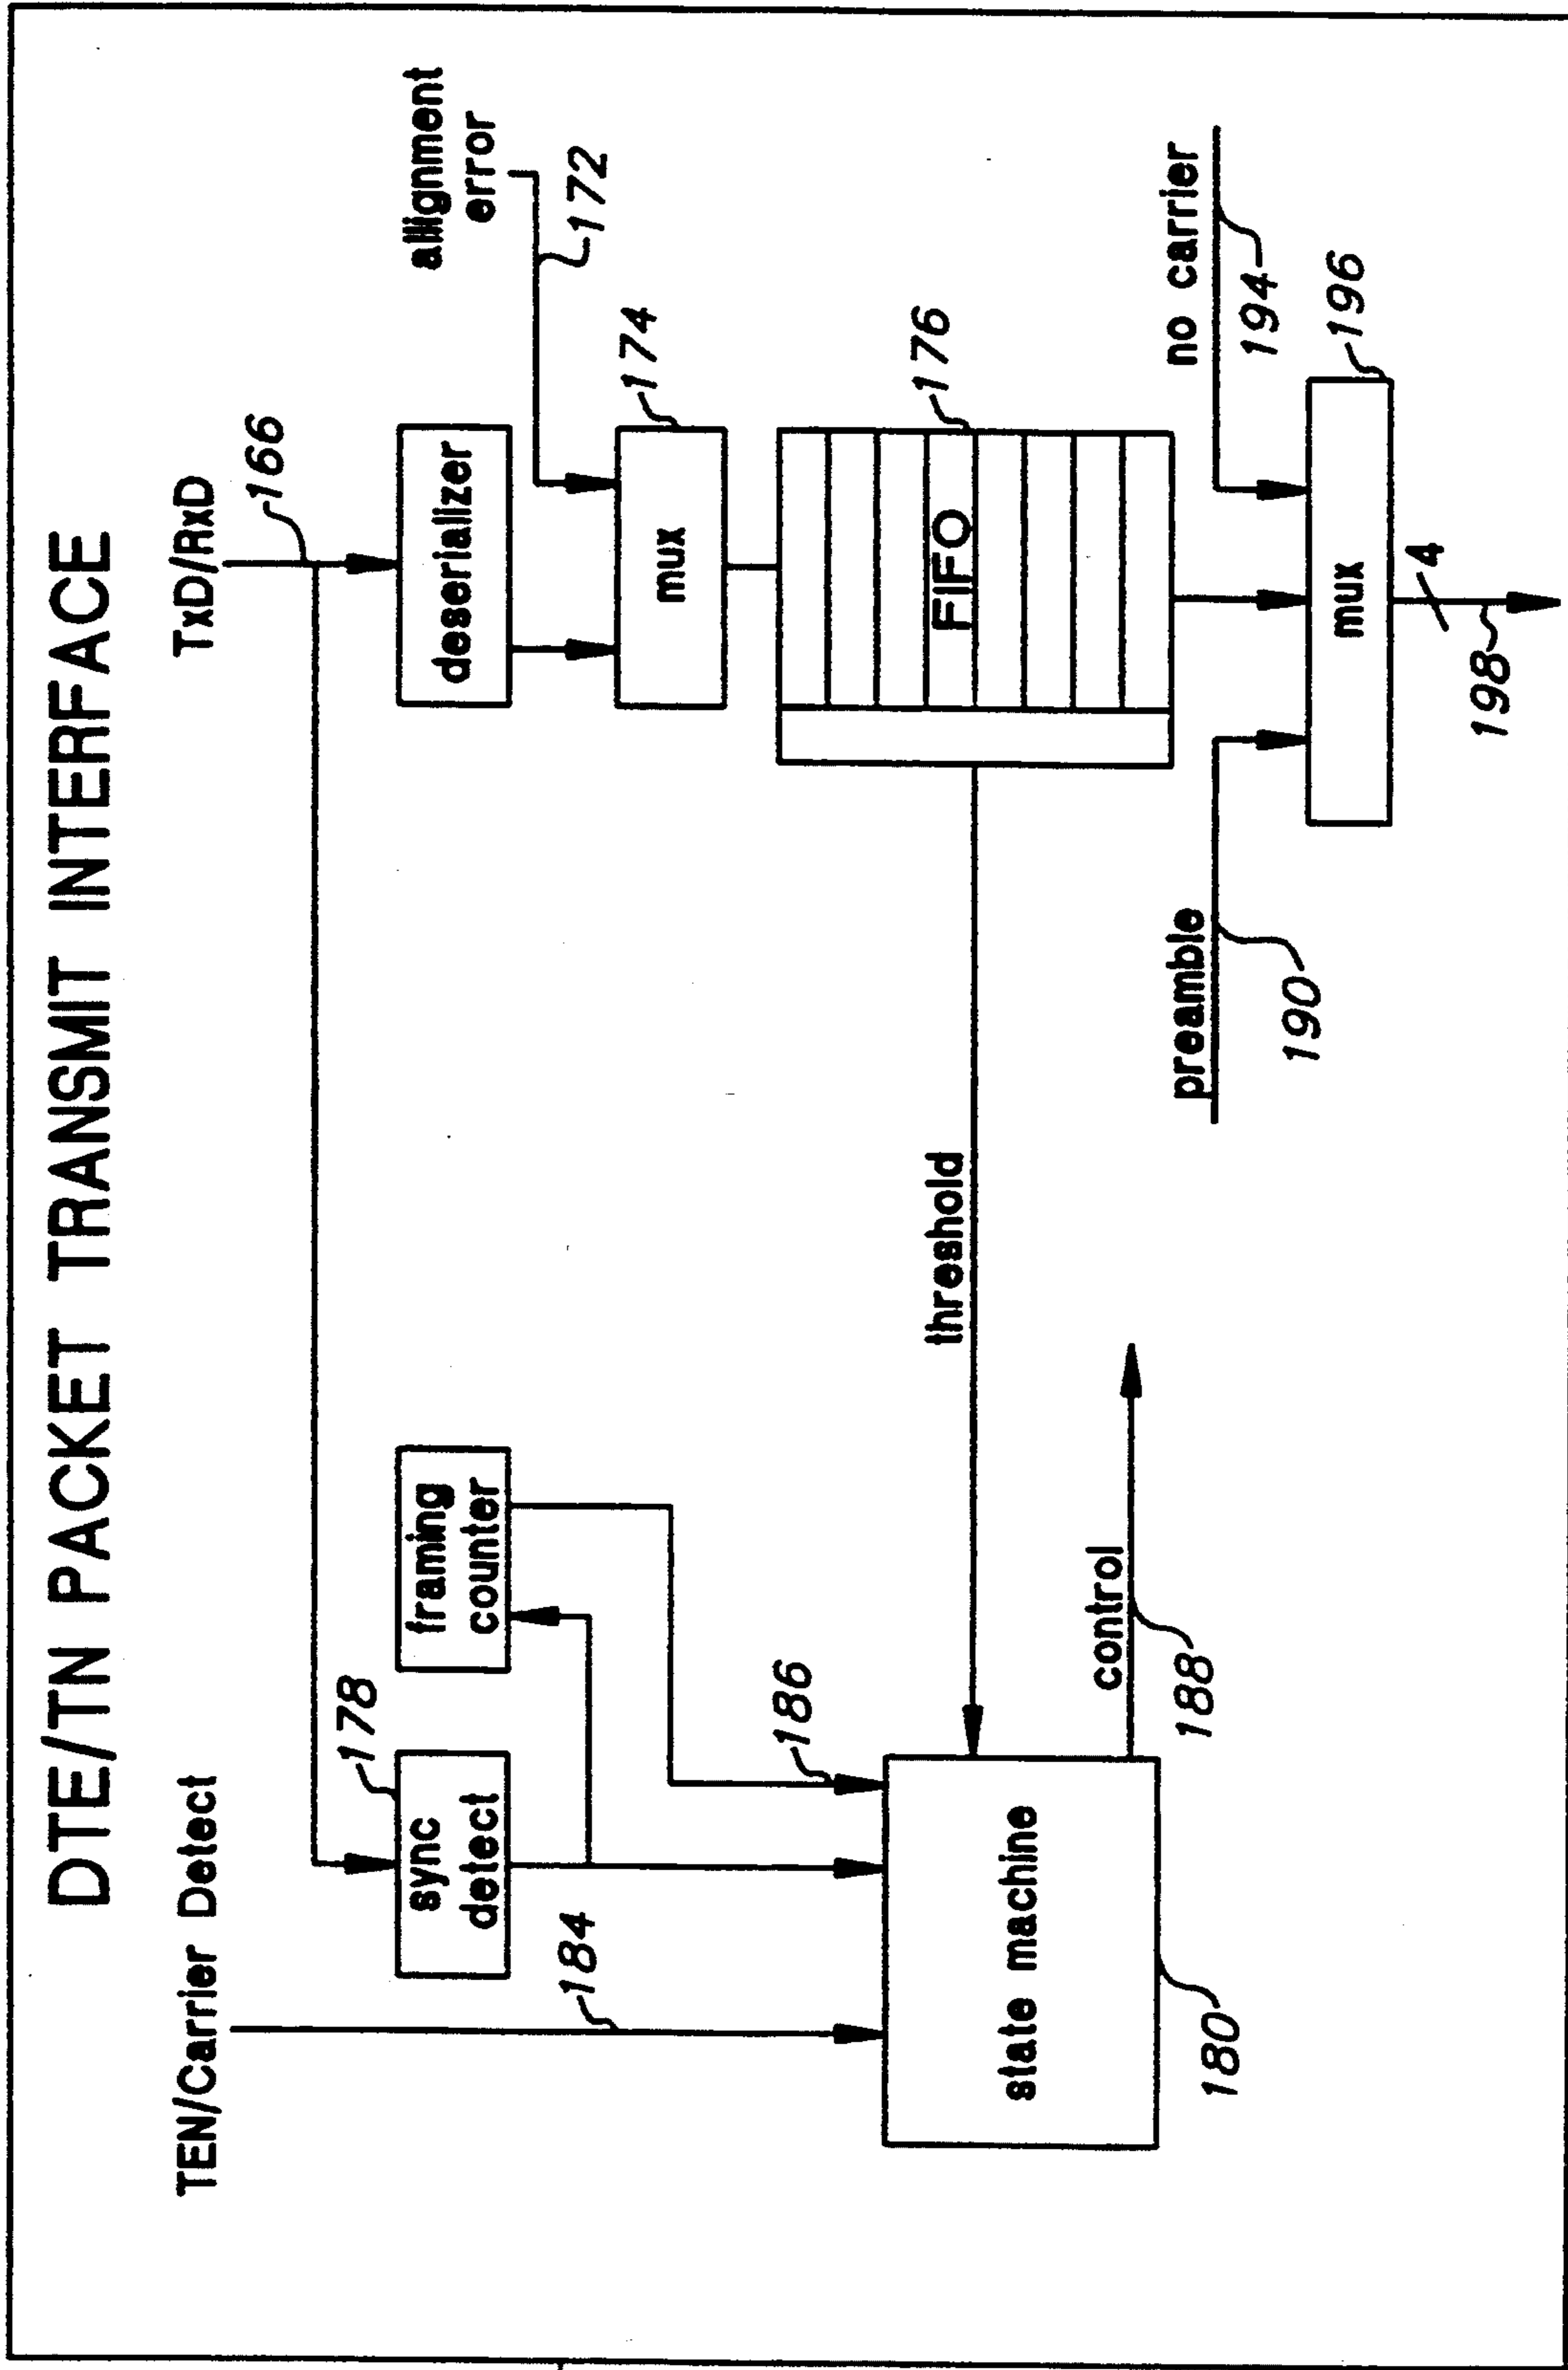 DTE/TN PACKET TRANSMIT INTERFACE
TEN/Carrier Detect
TxD/RxD
166
178
sync
detect
framing
counter
deserializer
allignment
error
172
184
186
mux
174
state machine
180
threshold
FIFO
176
control
188
preamble
190
no carrier
194
mux
196
4
198